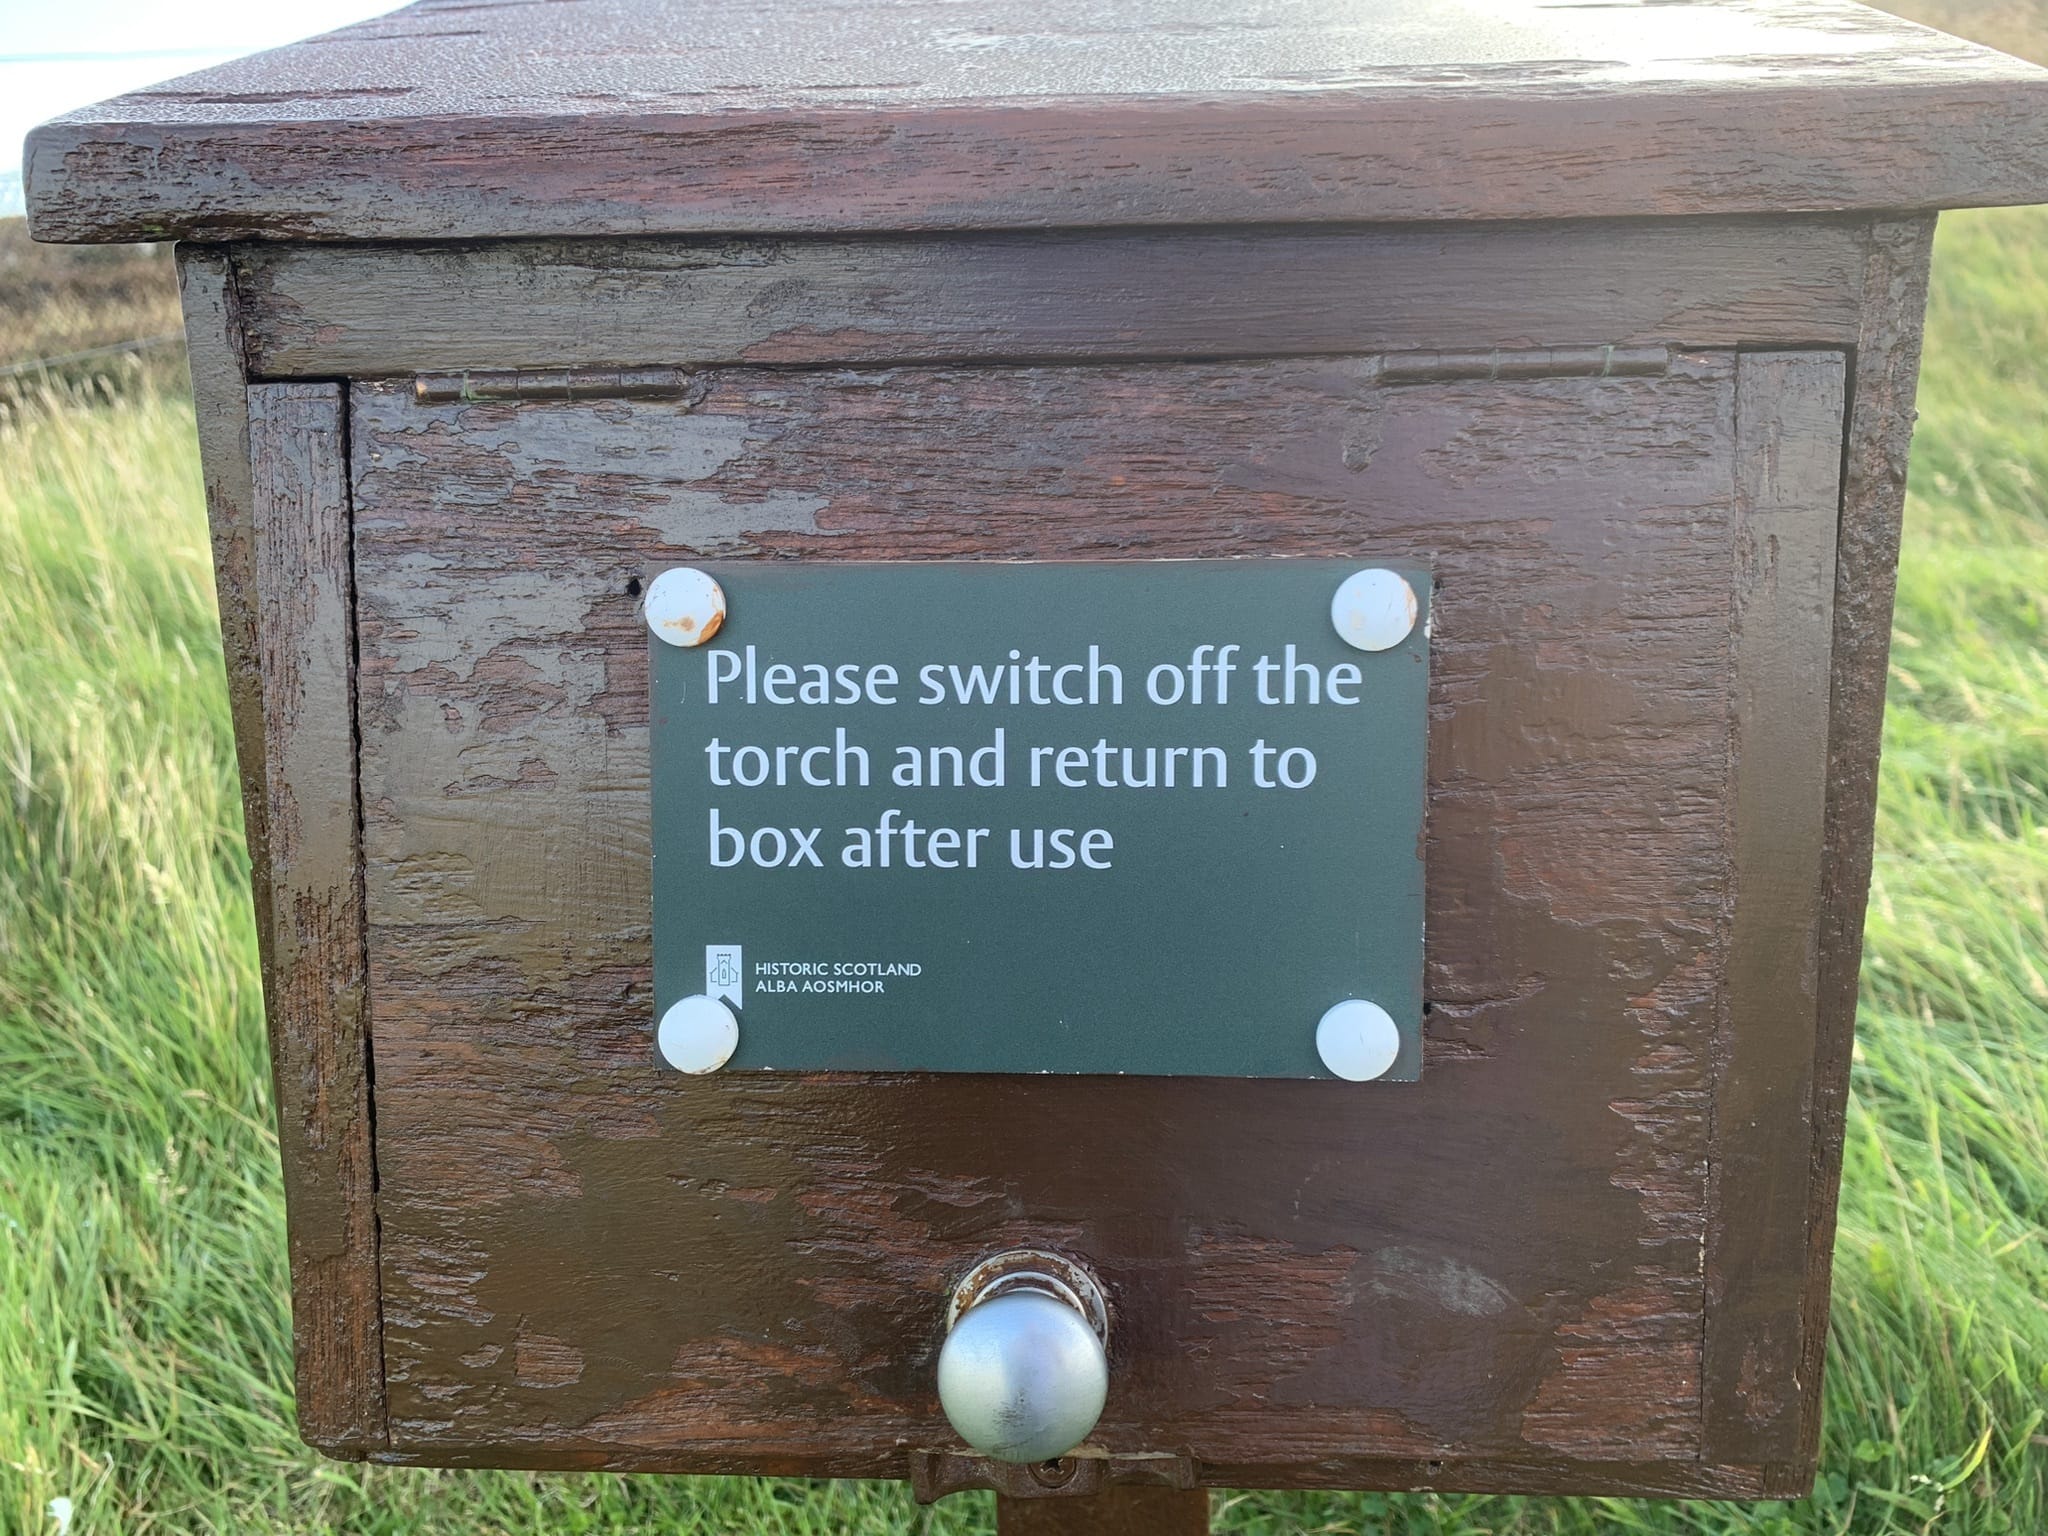 Please switch off the
torch and return to
box after use
HISTORIC SCOTLAND
ALBA AOSMHOR